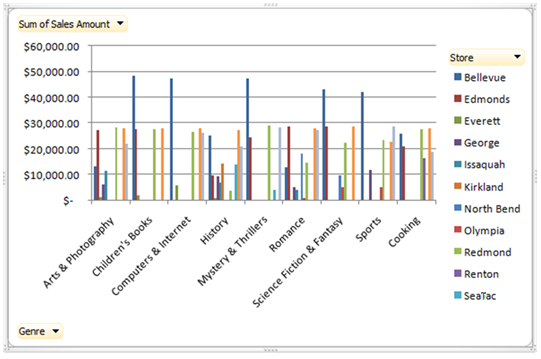 Sum of Sales Amount
$60,000.00
$50,000.00
$40,000.00
$30,000.00
$20,000.00
$10,000.00
$-
Arts & Photography
Children's Books
Computers & Internet
History
Mystery & Thrillers
Romance
Science Fiction & Fantasy
Sports
Cooking
Store
Bellevue
Edmonds
Everett
George
Issaquah
Kirkland
North Bend
Olympia
Redmond
Renton
SeaTac
Genre